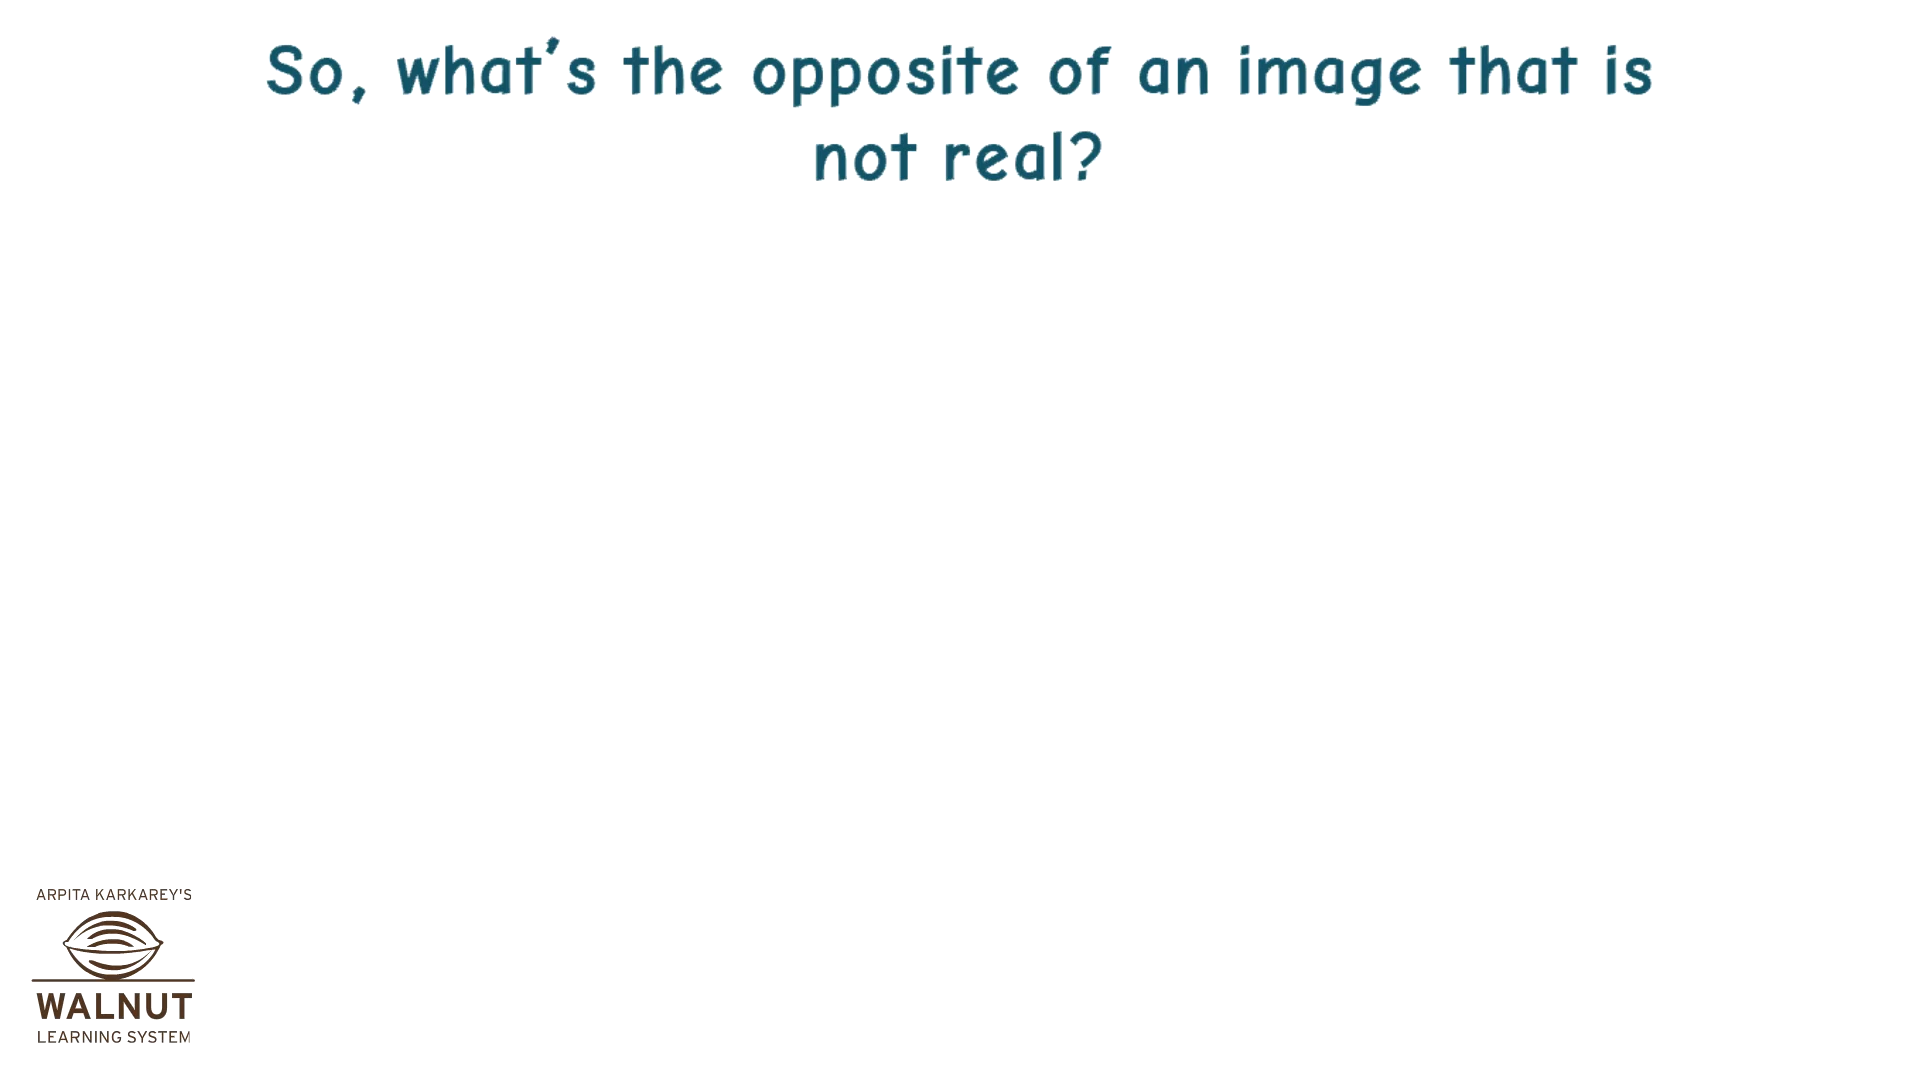 So, what's the opposite of an image that is
not real?
ARPITA KARKAREY'S
WALNUT
LEARNING SYSTEM